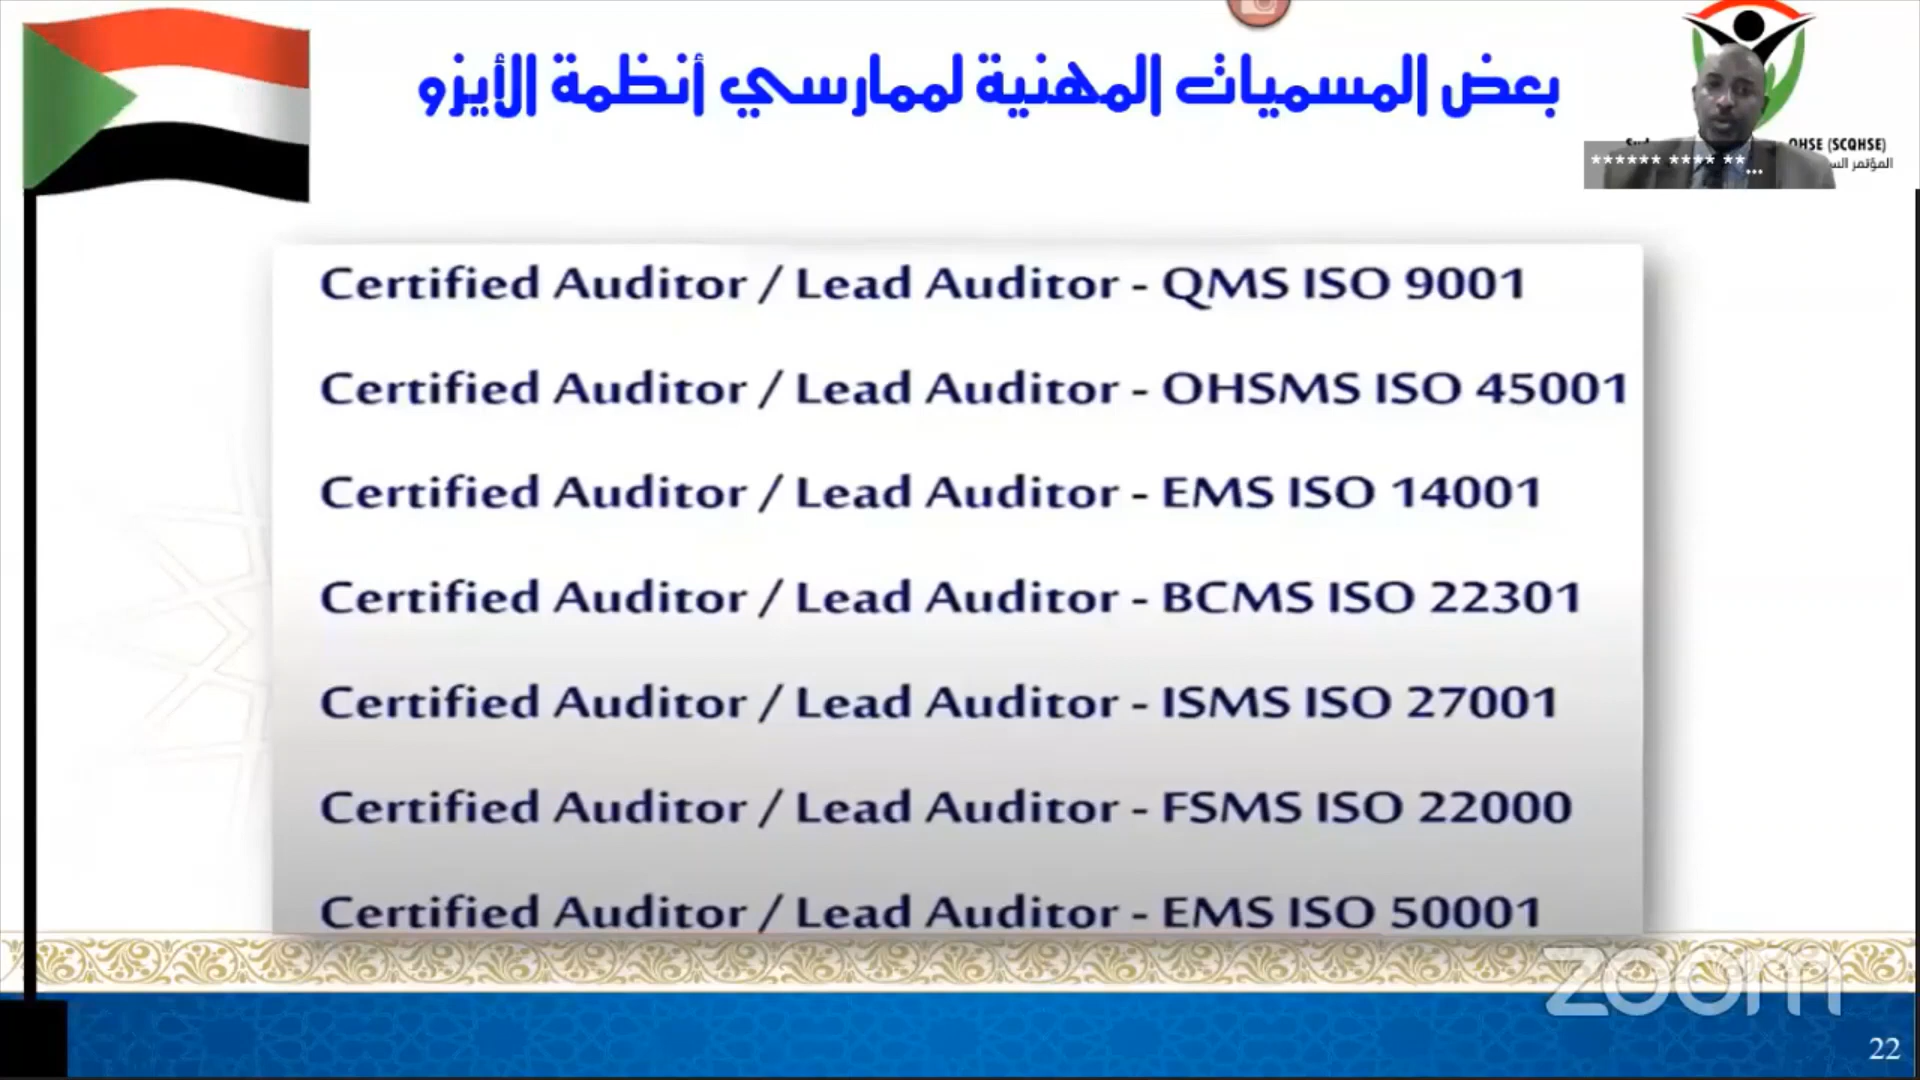 بعض المسميات المهنية لممارسي أنظمة الأيزو
QHSE (SCQHSE)
****** **** **...
Certified Auditor / Lead Auditor - QMS ISO 9001
Certified Auditor / Lead Auditor - OHSMS ISO 45001
Certified Auditor / Lead Auditor - EMS ISO 14001
Certified Auditor / Lead Auditor - BCMS ISO 22301
Certified Auditor / Lead Auditor - ISMS ISO 27001
Certified Auditor / Lead Auditor - FSMS ISO 22000
Certified Auditor / Lead Auditor - EMS ISO 50001
zoom
22